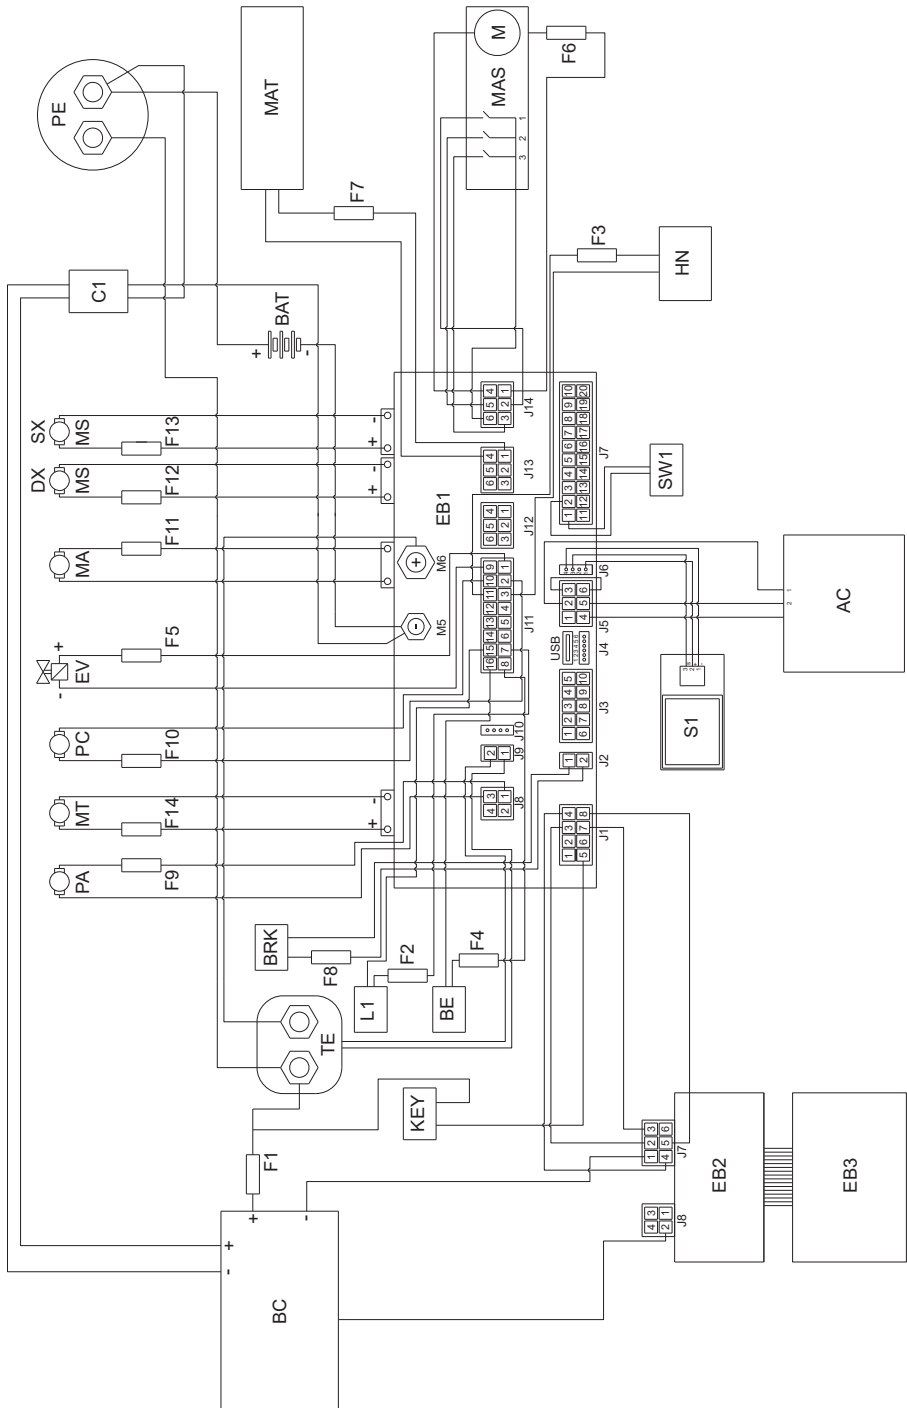 PE
MAT
M
MAS
F6
1
2
3
F7
C1
BAT
+
-
F3
HN
SX
MS
F13
DX
MS
F12
MA
F11
EV
+
-
F5
PC
F10
MT
F14
PA
F9
+
-
+
-
+
-
EB1
+
M6
-
M5
4 5 6
1 2 3
J14
4 5 6
1 2 3
J13
4 5 6
1 2 3
J12
9 10 11 12 13 14 15 16
1 2 3 4 5 6 7 8
J11
J10
2
1
J9
3 4
1 2
J8
10 9 8 7 6 5 4 3 2 1
20 19 18 17 16 15 14 13 12 11
J7
SW1
J6
3 2 1
6 5 4
J5
USB
1 2 3 4 5 6
J4
5 4 3 2 1
10 9 8 7 6
J3
1
2
J2
4 3 2 1
8 7 6 5
J1
1
2
AC
S1
BRK
F8
L1
F2
BE
F4
TE
KEY
F1
+
-
+
-
BC
3 2 1
6 5 4
J7
3 4
1 2
J8
EB2
EB3